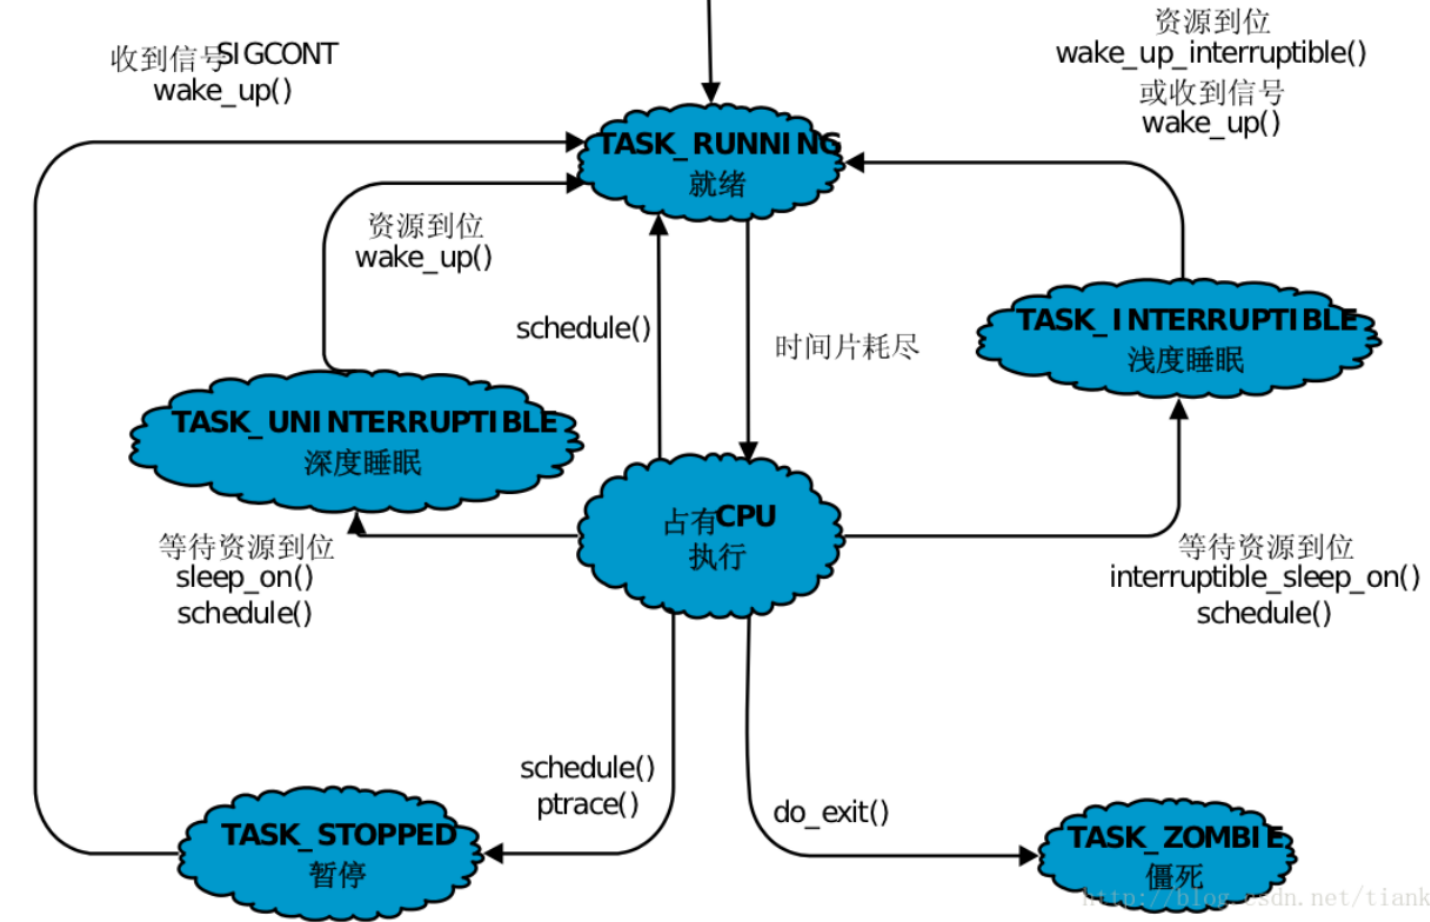 收到信号SIGCONT
wake_up()
资源到位
wake_up_interruptible()
或收到信号
wake_up()
TASK_RUNNING
就绪
资源到位
wake_up()
schedule()
时间片耗尽
TASK_INTERRUPTIBLE
浅度睡眠
TASK_UNINTERRUPTIBLE
深度睡眠
占有CPU
执行
等待资源到位
sleep_on()
schedule()
等待资源到位
interruptible_sleep_on()
schedule()
schedule()
ptrace()
do_exit()
TASK_STOPPED
暂停
TASK_ZOMBIE
僵死
http://blog.csdn.net/tiank